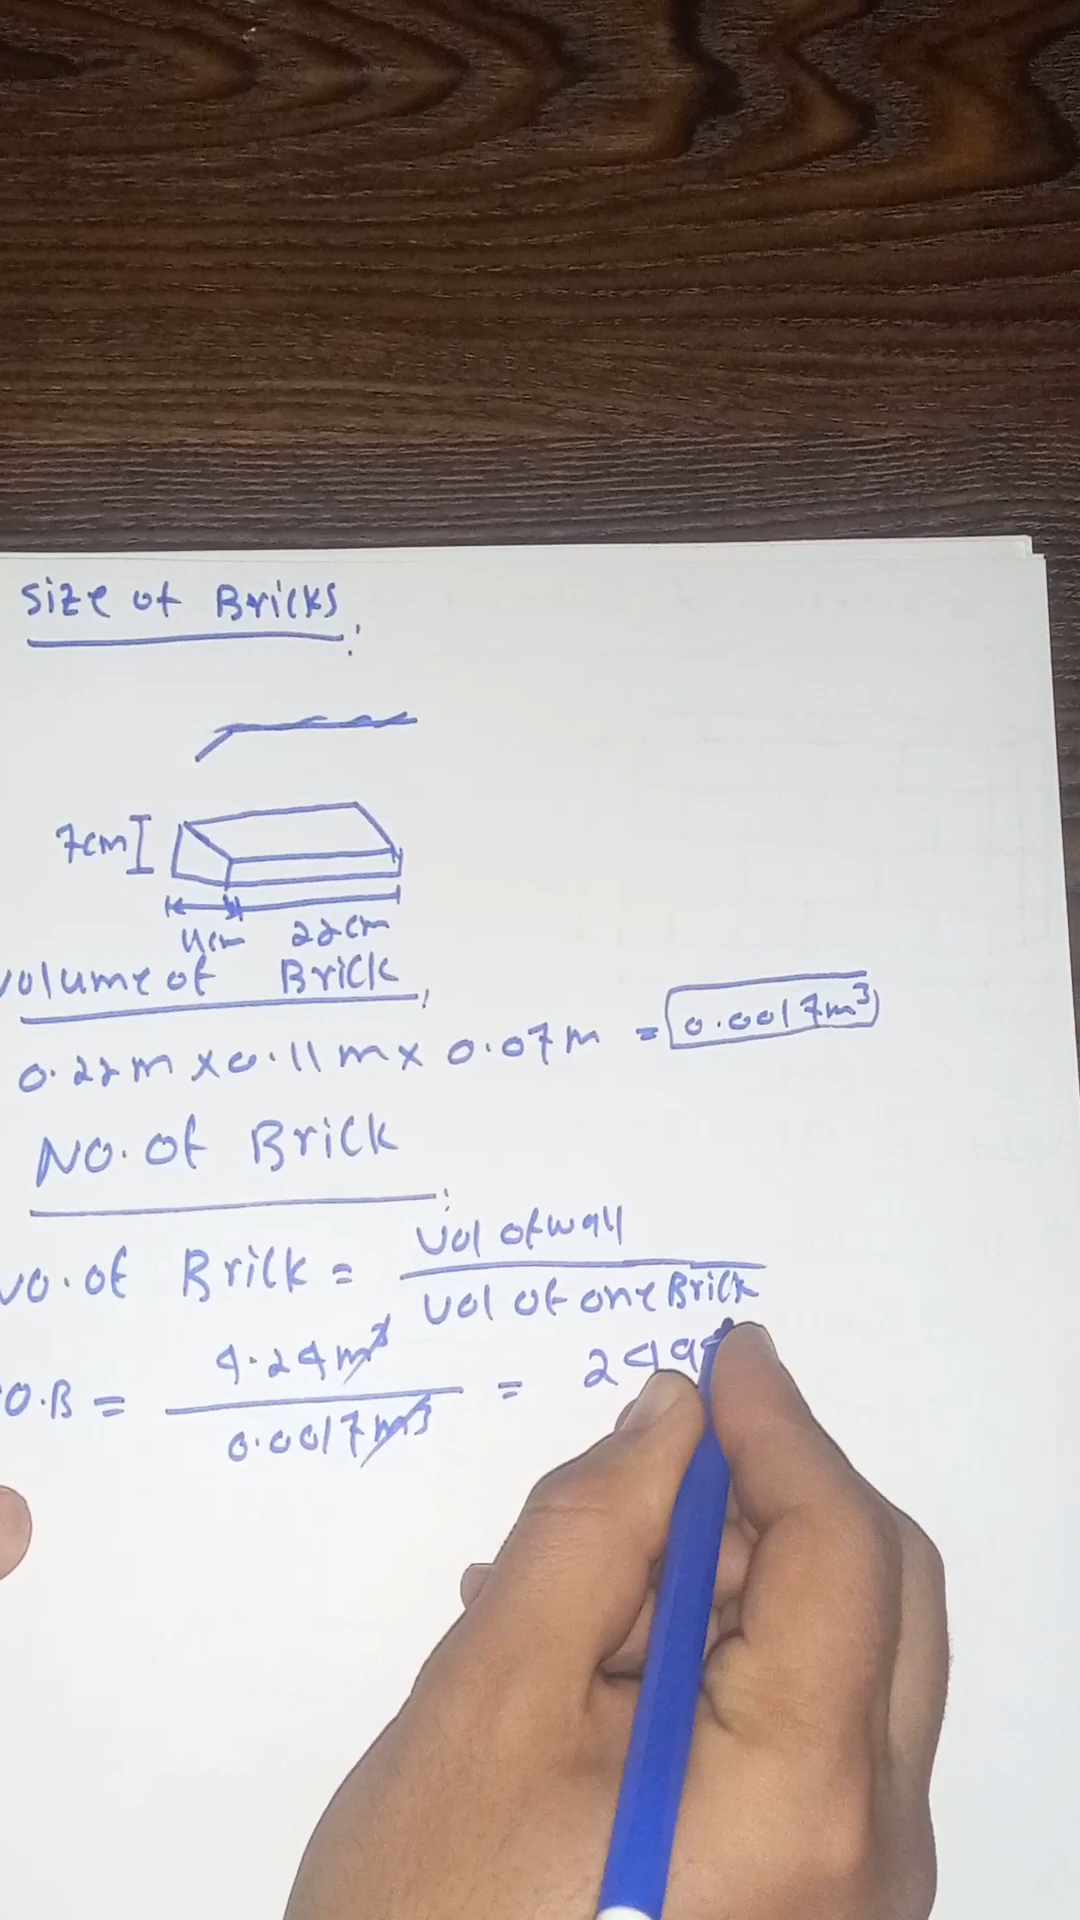 Size of Bricks:
7cm
11cm 22cm
Volume of Brick,
0.22m x 0.11m x 0.07m = 0.0017m³
No. of Brick:
No. of Brick = Vol of wall
Vol of one Brick
O.B = 4.24m³ = 249
0.0017m³